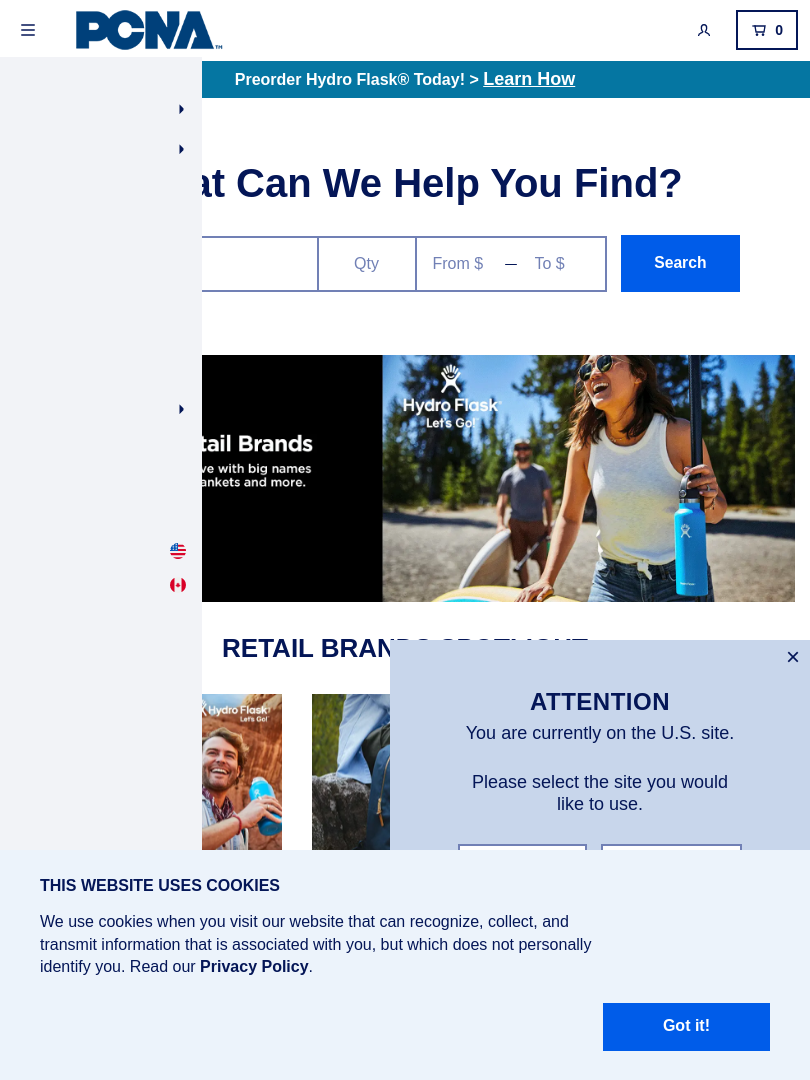 PCNA
TM
0
Preorder Hydro Flask® Today! > Learn How
at Can We Help You Find?
Qty
From $ — To $
Search
tail Brands
ve with big names
ankets and more.
Hydro Flask
Let's Go!
RETAIL BRANDS SPOTLIGHT
Hydro Flask
Let's Go!
×
ATTENTION
You are currently on the U.S. site.
Please select the site you would
like to use.
THIS WEBSITE USES COOKIES
We use cookies when you visit our website that can recognize, collect, and
transmit information that is associated with you, but which does not personally
identify you. Read our Privacy Policy.
Got it!